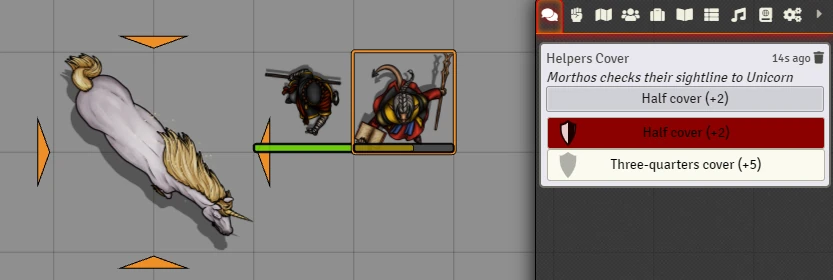 Helpers Cover
14s ago
Morthos checks their sightline to Unicorn
Half cover (+2)
Half cover (+2)
Three-quarters cover (+5)